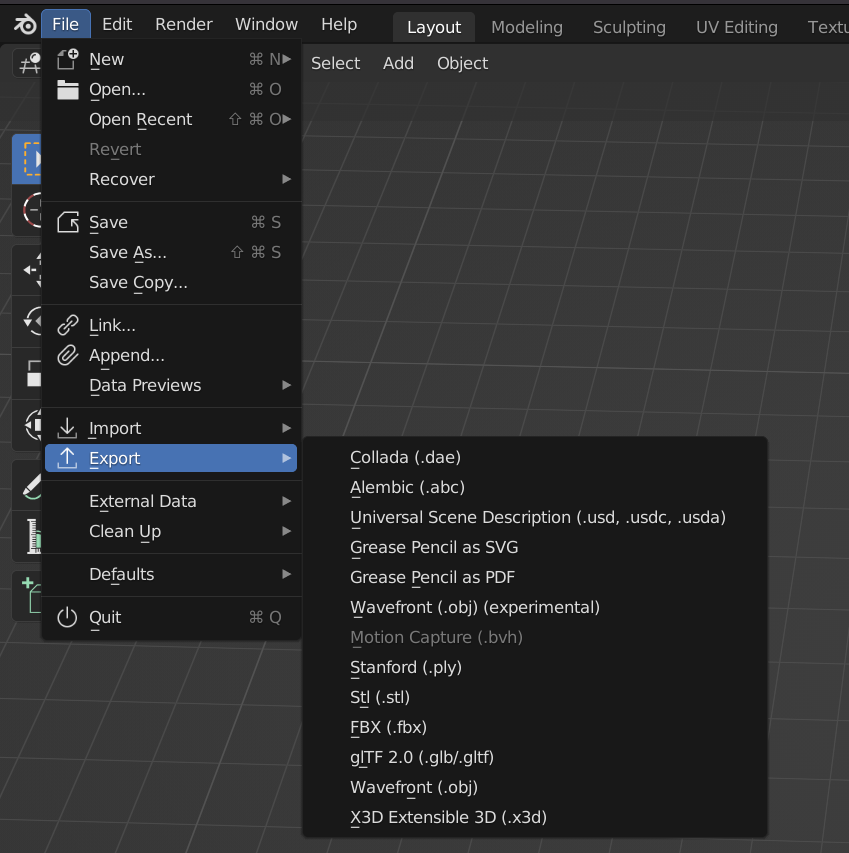 File Edit Render Window Help Layout Modeling Sculpting UV Editing
Select Add Object
New ⌘ N
Open... ⌘ O
Open Recent ⇧ ⌘ O
Revert
Recover
Save ⌘ S
Save As... ⇧ ⌘ S
Save Copy...
Link...
Append...
Data Previews
Import
Export
External Data
Clean Up
Defaults
Quit ⌘ Q
Collada (.dae)
Alembic (.abc)
Universal Scene Description (.usd, .usdc, .usda)
Grease Pencil as SVG
Grease Pencil as PDF
Wavefront (.obj) (experimental)
Motion Capture (.bvh)
Stanford (.ply)
Stl (.stl)
FBX (.fbx)
glTF 2.0 (.glb/.gltf)
Wavefront (.obj)
X3D Extensible 3D (.x3d)